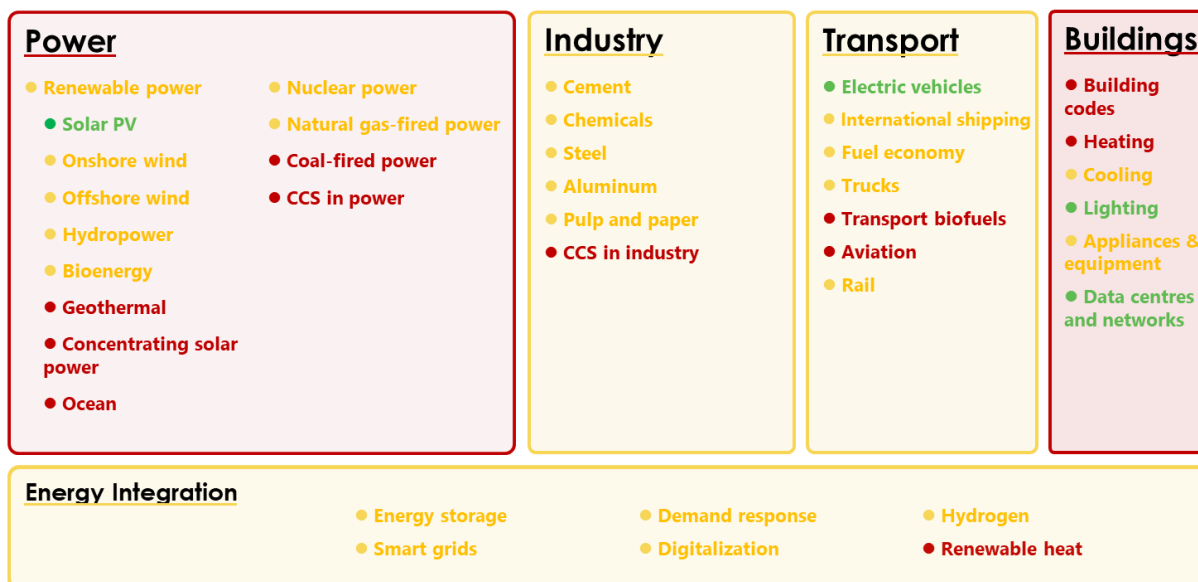 Power
Renewable power
Solar PV
Onshore wind
Offshore wind
Hydropower
Bioenergy
Geothermal
Concentrating solar
power
Ocean
Nuclear power
Natural gas-fired power
Coal-fired power
CCS in power
Industry
Cement
Chemicals
Steel
Aluminum
Pulp and paper
CCS in industry
Transport
Electric vehicles
International shipping
Fuel economy
Trucks
Transport biofuels
Aviation
Rail
Buildings
Building
codes
Heating
Cooling
Lighting
Appliances &
equipment
Data centres
and networks
Energy Integration
Energy storage
Smart grids
Demand response
Digitalization
Hydrogen
Renewable heat